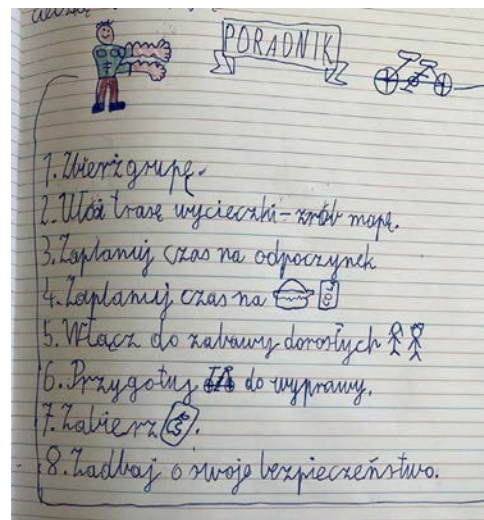 PORADNIK
1. Zbierz grupę.
2. Ułóż trasę wycieczki - zrób mapę.
3. Zaplanuj czas na odpoczynek
4. Zaplanuj czas na
5. Włącz do zabawy dorosłych
6. Przygotuj do wyprawy.
7. Zabierz .
8. Zadbaj o swoje bezpieczeństwo.